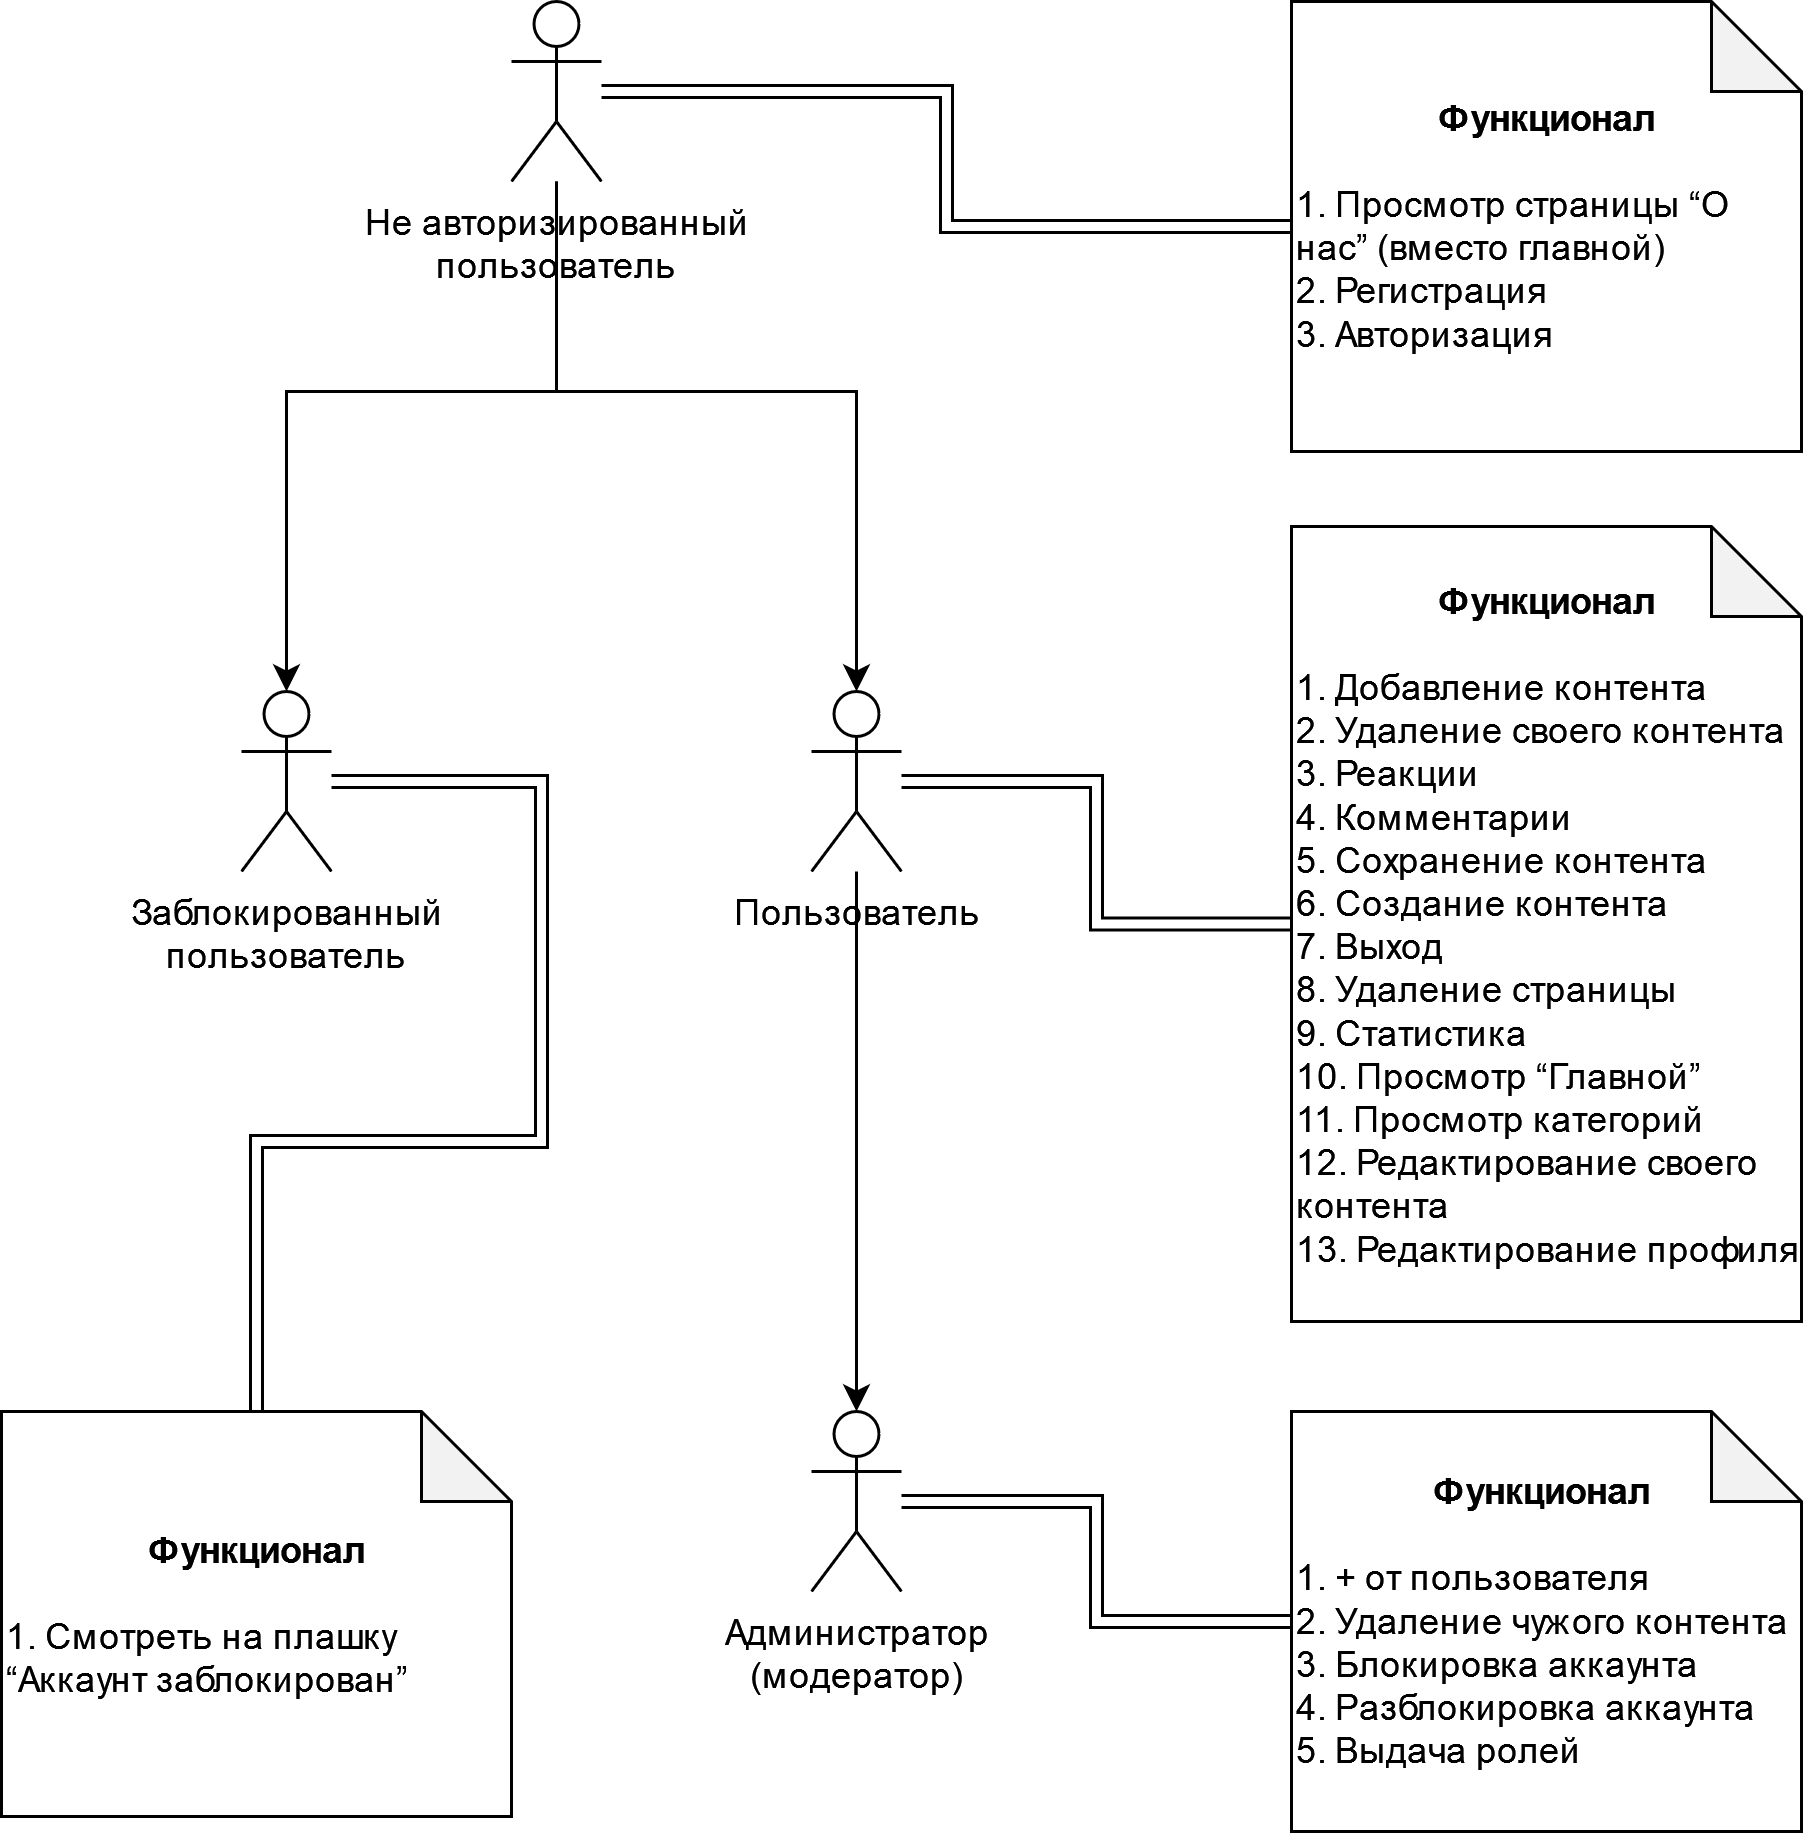 Не авторизированный
пользователь
Функционал
1. Просмотр страницы “О
нас” (вместо главной)
2. Регистрация
3. Авторизация
Заблокированный
пользователь
Пользователь
Функционал
1. Добавление контента
2. Удаление своего контента
3. Реакции
4. Комментарии
5. Сохранение контента
6. Создание контента
7. Выход
8. Удаление страницы
9. Статистика
10. Просмотр “Главной”
11. Просмотр категорий
12. Редактирование своего
контента
13. Редактирование профиля
Функционал
1. Смотреть на плашку
“Аккаунт заблокирован”
Администратор
(модератор)
Функционал
1. + от пользователя
2. Удаление чужого контента
3. Блокировка аккаунта
4. Разблокировка аккаунта
5. Выдача ролей